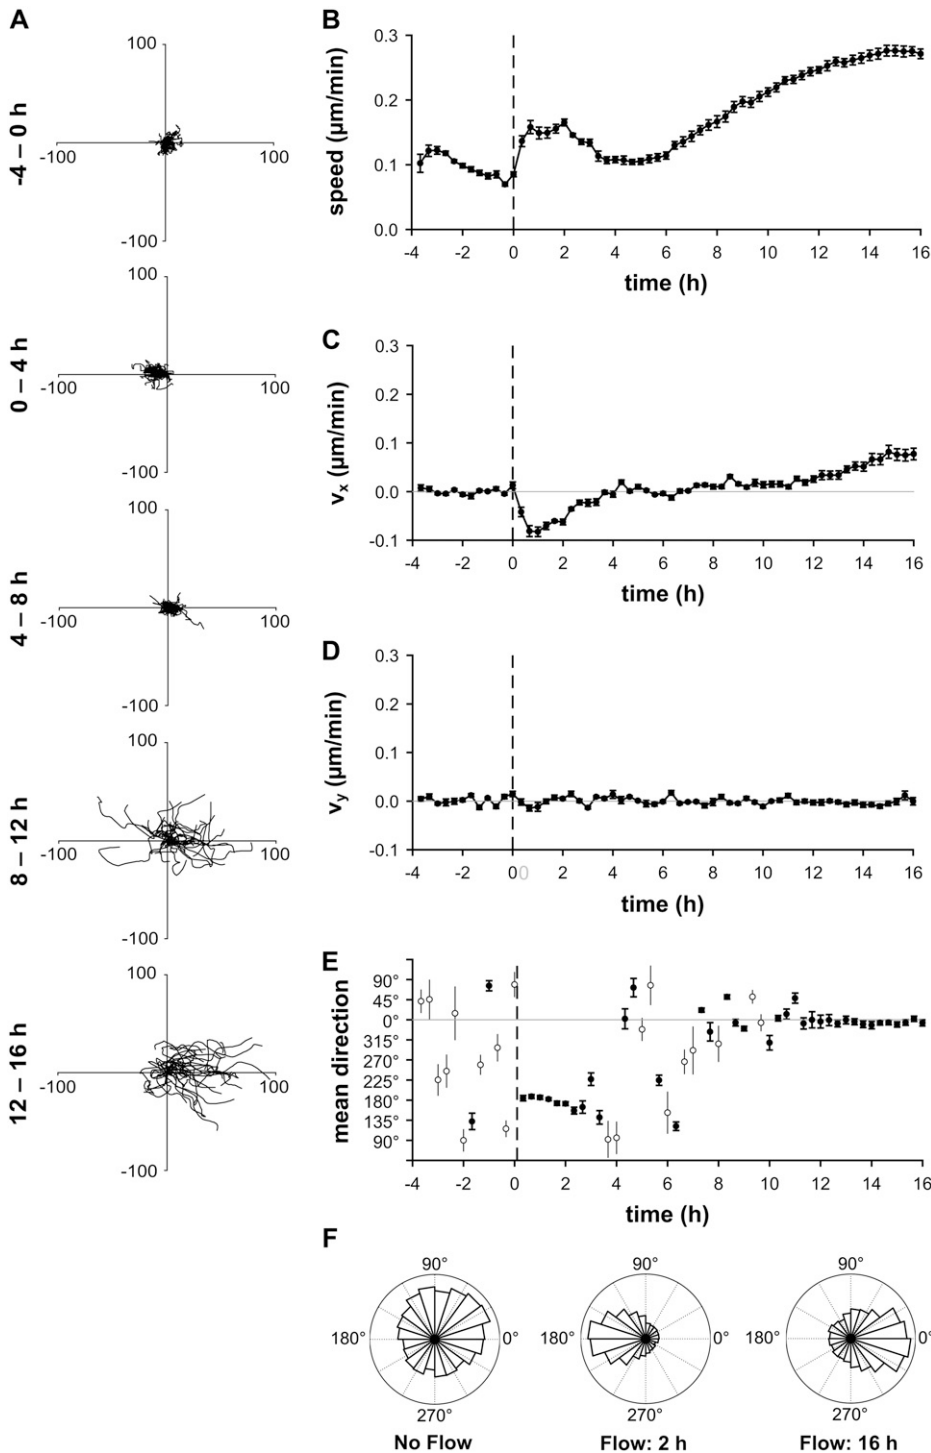 A
-4 – 0 h
100
-100
100
-100
0 – 4 h
100
-100
100
-100
4 – 8 h
100
-100
100
-100
8 – 12 h
100
-100
100
-100
12 – 16 h
100
-100
100
-100
B
speed (µm/min)
0.3
0.2
0.1
0.0
-4 -2 0 2 4 6 8 10 12 14 16
time (h)
C
vx (µm/min)
0.3
0.2
0.1
0.0
-0.1
-4 -2 0 2 4 6 8 10 12 14 16
time (h)
D
vy (µm/min)
0.3
0.2
0.1
0.0
-0.1
-4 -2 0 0 2 4 6 8 10 12 14 16
time (h)
E
mean direction
90°
45°
0°
315°
270°
225°
180°
135°
90°
-4 -2 0 2 4 6 8 10 12 14 16
time (h)
F
90°
180°
0°
270°
No Flow
90°
180°
0°
270°
Flow: 2 h
90°
180°
0°
270°
Flow: 16 h